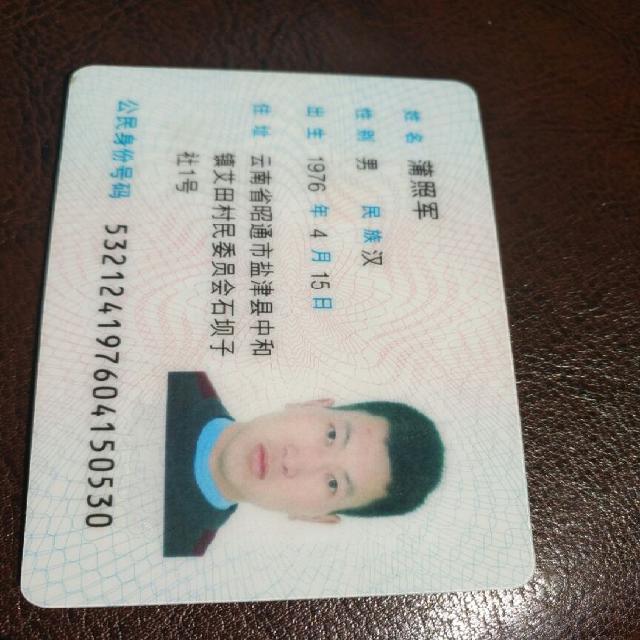 姓名 蒲照军
性别 男 民族 汉
出生 1976 年 4 月 15 日
住址 云南省昭通市盐津县中和
镇艾田村民委员会石坝子
社1号
公民身份号码 532124197604150530